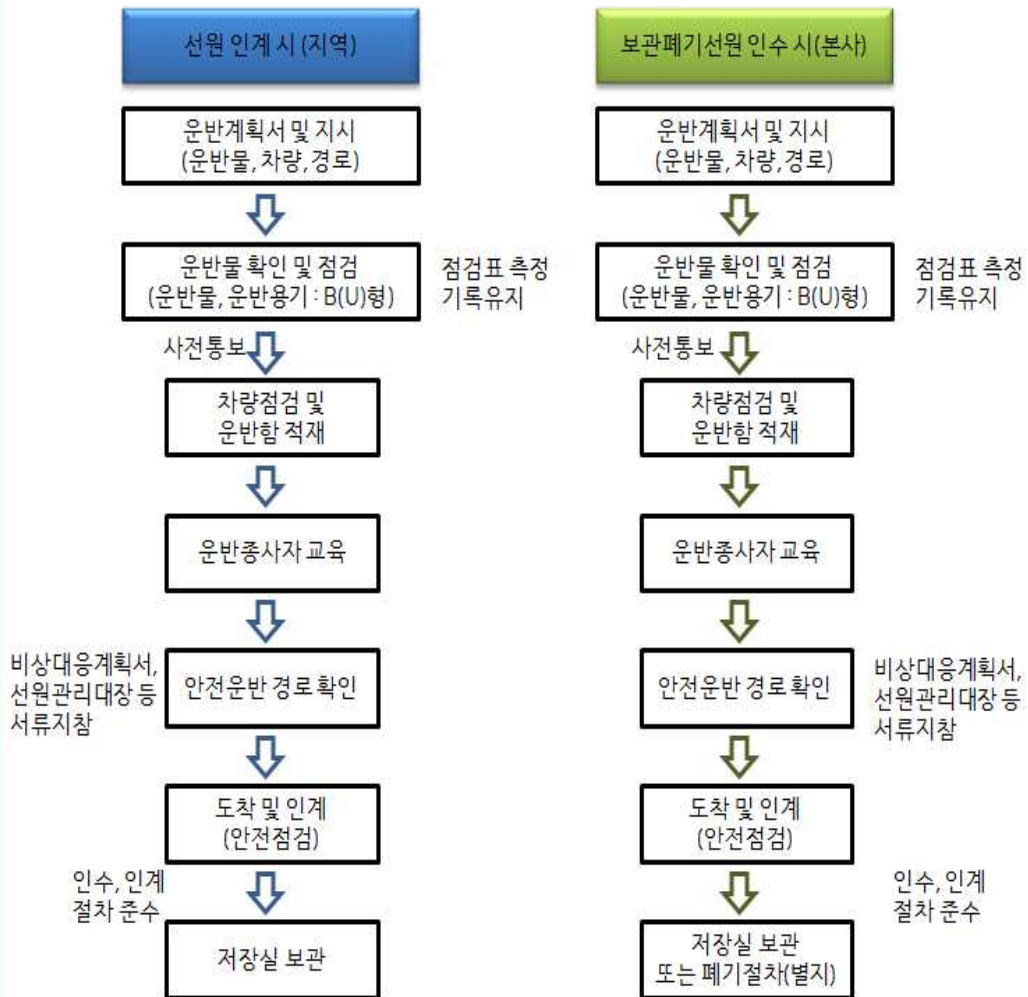 선원 인계 시 (지역)
운반계획서 및 지시
(운반물, 차량, 경로)
운반물 확인 및 점검
(운반물, 운반용기 : B(U)형)
점검표 측정
기록유지
사전통보
차량점검 및
운반함 적재
운반종사자 교육
비상대응계획서,
선원관리대장 등
서류지참
안전운반 경로 확인
도착 및 인계
(안전점검)
인수, 인계
절차 준수
저장실 보관
보관폐기선원 인수 시(본사)
운반계획서 및 지시
(운반물, 차량, 경로)
운반물 확인 및 점검
(운반물, 운반용기 : B(U)형)
점검표 측정
기록유지
사전통보
차량점검 및
운반함 적재
운반종사자 교육
안전운반 경로 확인
비상대응계획서,
선원관리대장 등
서류지참
도착 및 인계
(안전점검)
인수, 인계
절차 준수
저장실 보관
또는 폐기절차(별지)